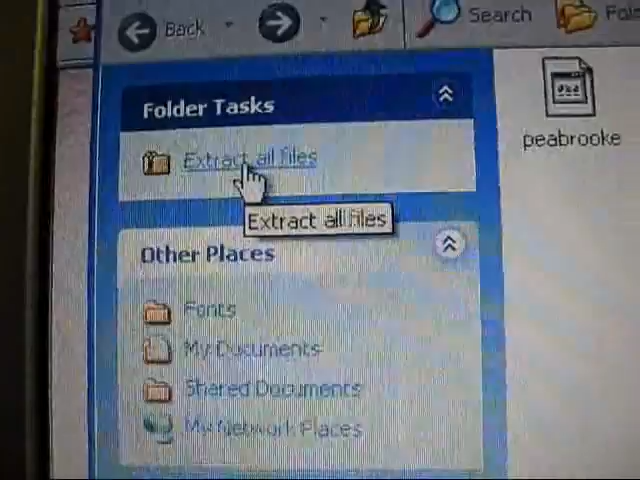 Back
Search
Folder Tasks
Extract all files
Extract all files
peabrooke
Other Places
Fonts
My Documents
Shared Documents
My Network Places